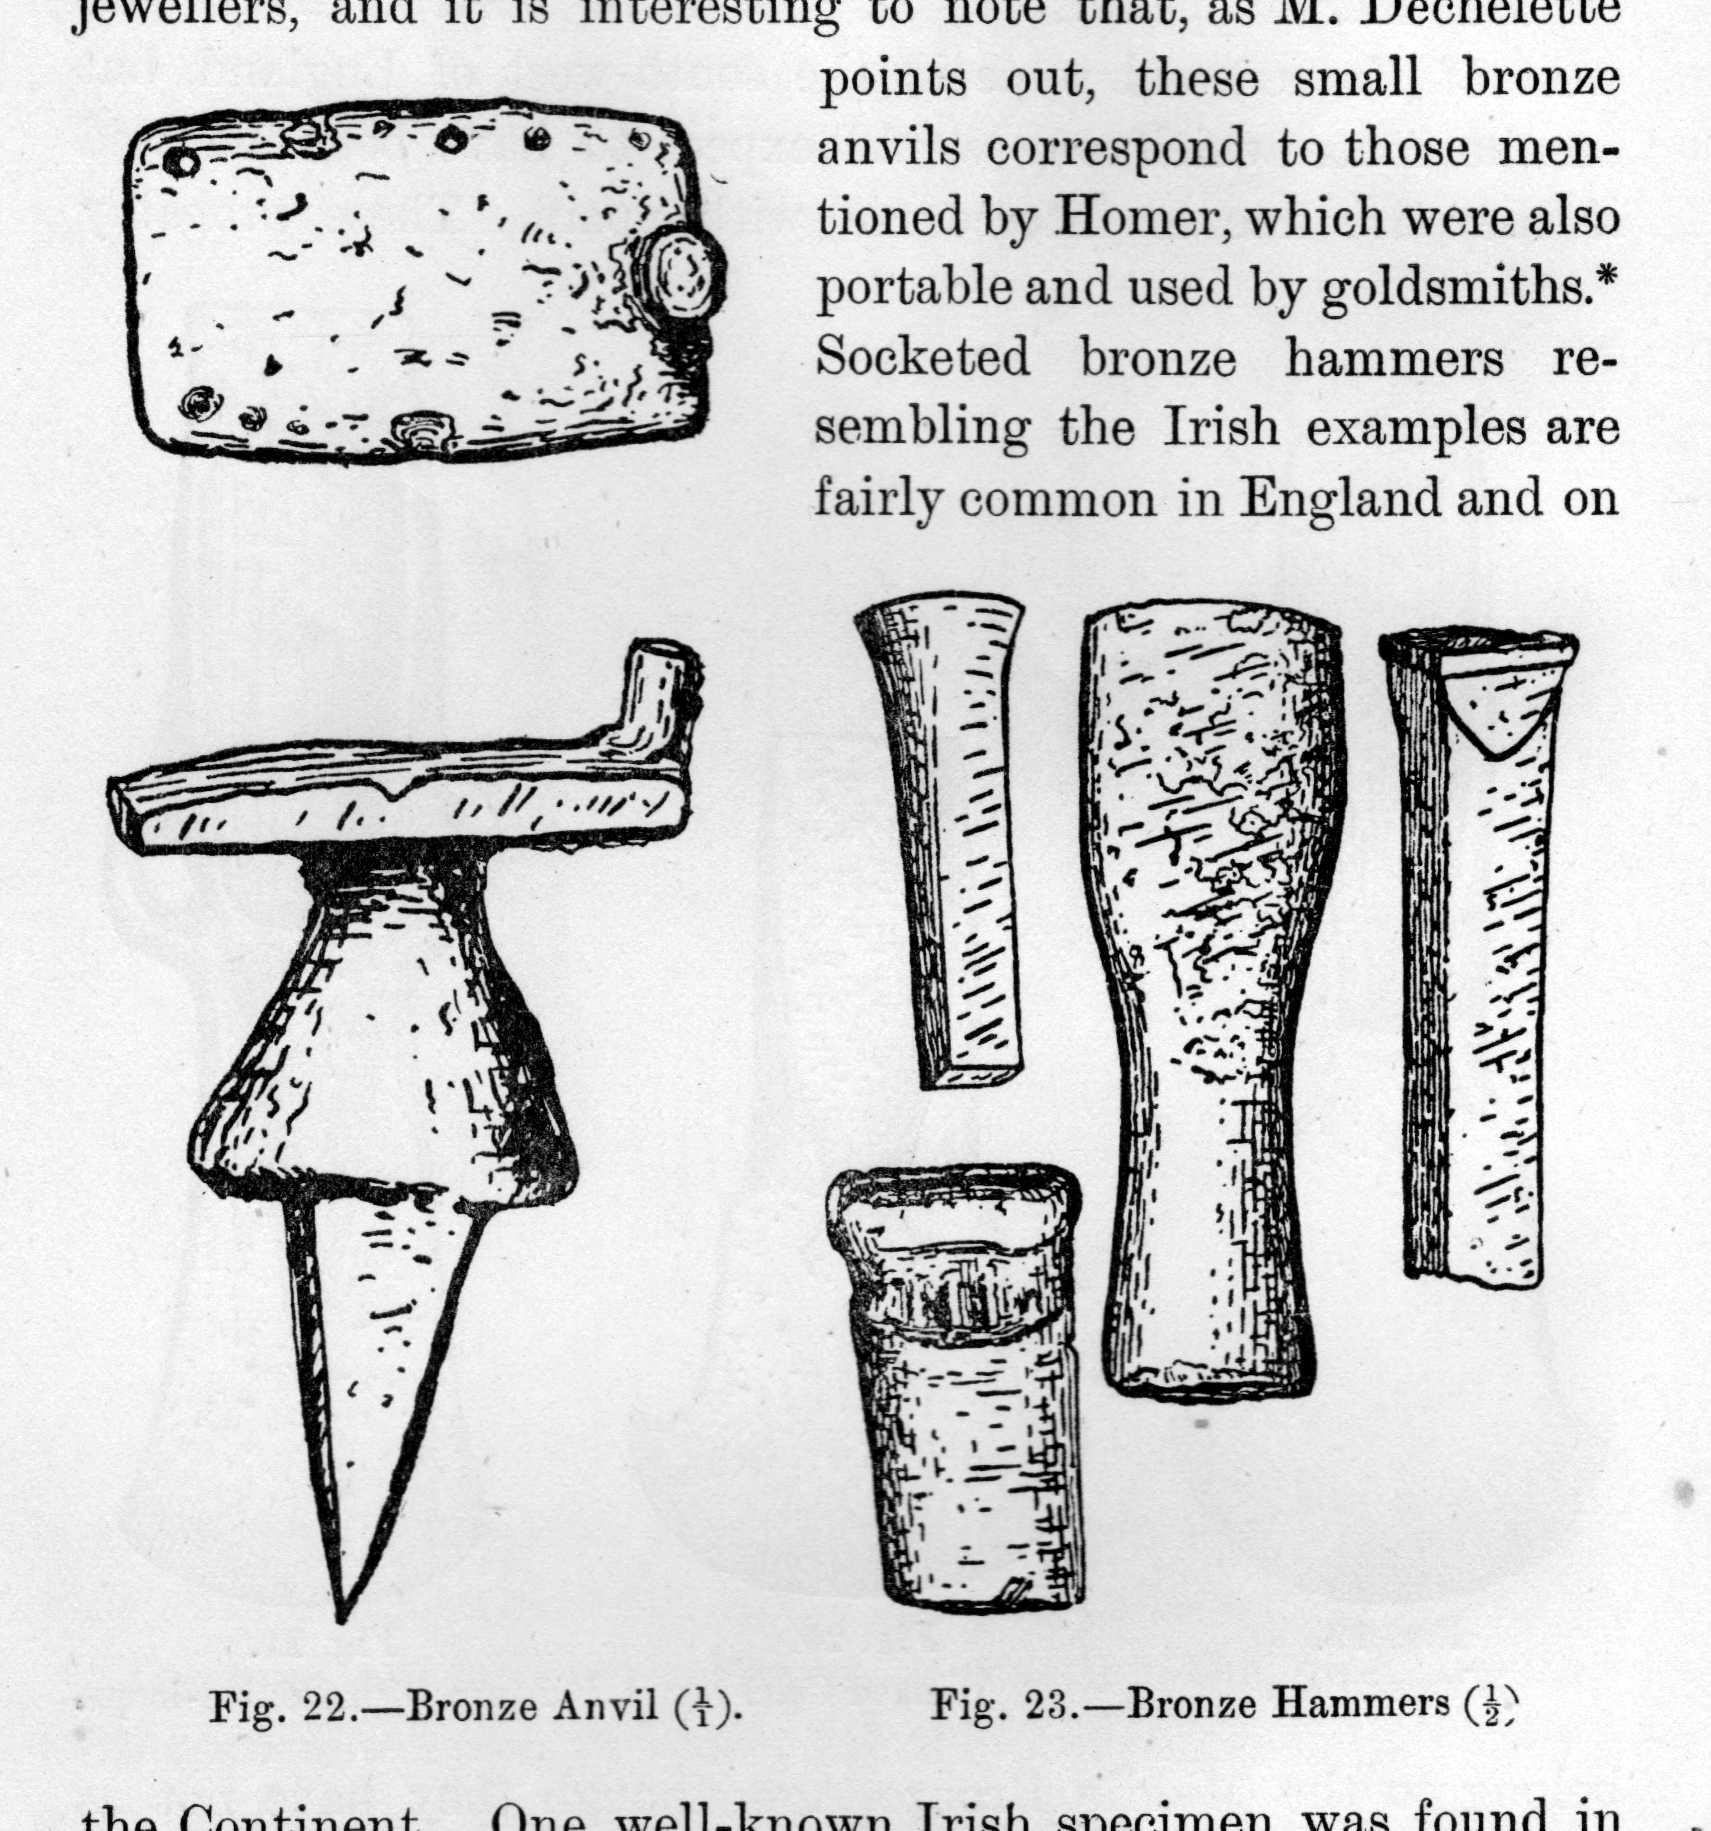 jewellers, and it is interesting to note that, as M. Déchelette
points out, these small bronze
anvils correspond to those men-
tioned by Homer, which were also
portable and used by goldsmiths.*
Socketed bronze hammers re-
sembling the Irish examples are
fairly common in England and on
Fig. 22.—Bronze Anvil (1/1).
Fig. 23.—Bronze Hammers (1/2)
the Continent. One well-known Irish specimen was found in